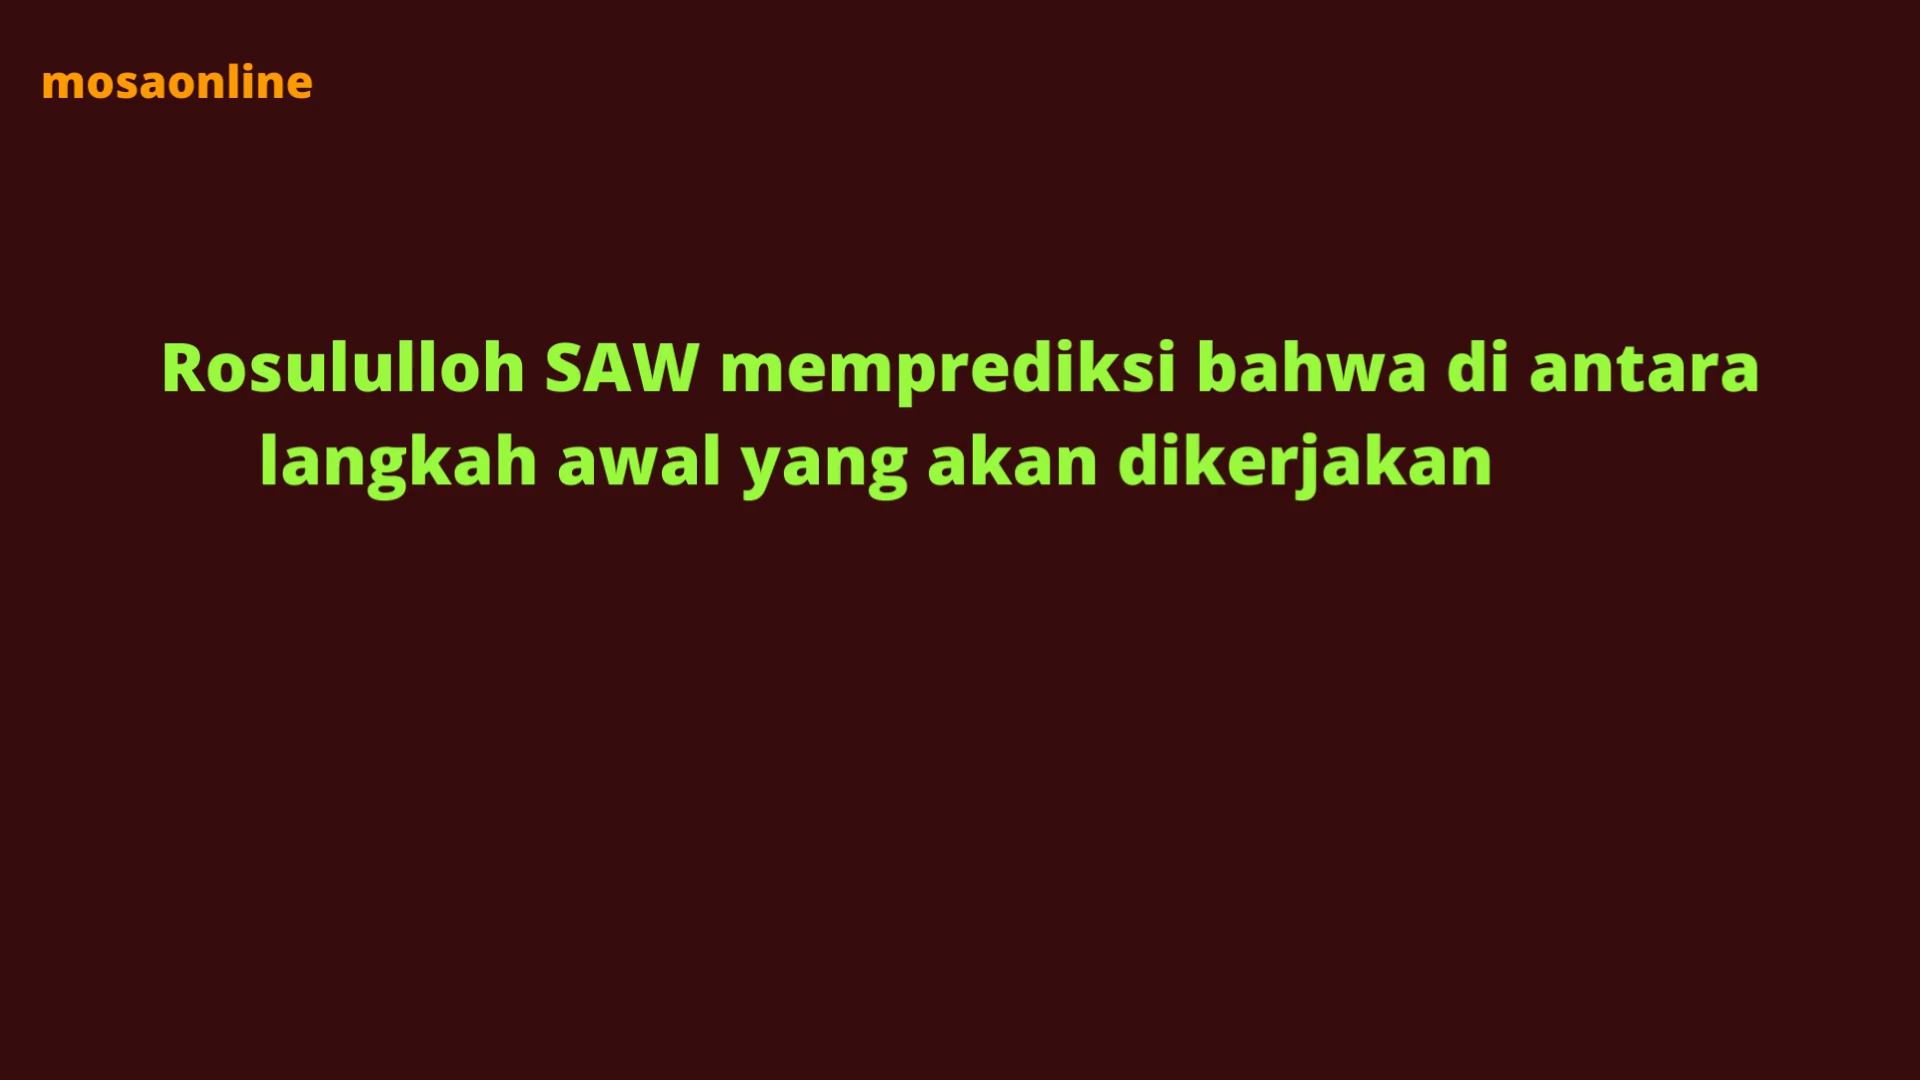 mosaonline
Rosululloh SAW memprediksi bahwa di antara
langkah awal yang akan dikerjakan